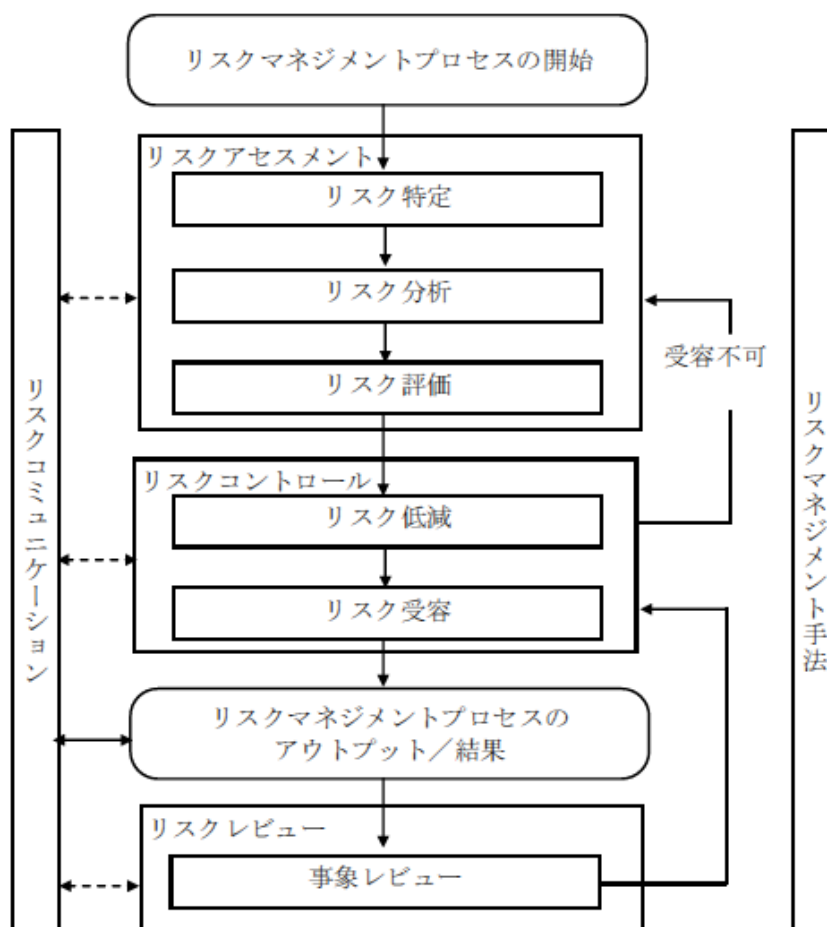 リスクマネジメントプロセスの開始
リスクアセスメント
リスク特定
リスク分析
リスク評価
受容不可
リスクコントロール
リスク低減
リスク受容
リスクマネジメントプロセスの
アウトプット／結果
リスクレビュー
事象レビュー
リスクコミュニケーション
リスクマネジメント手法